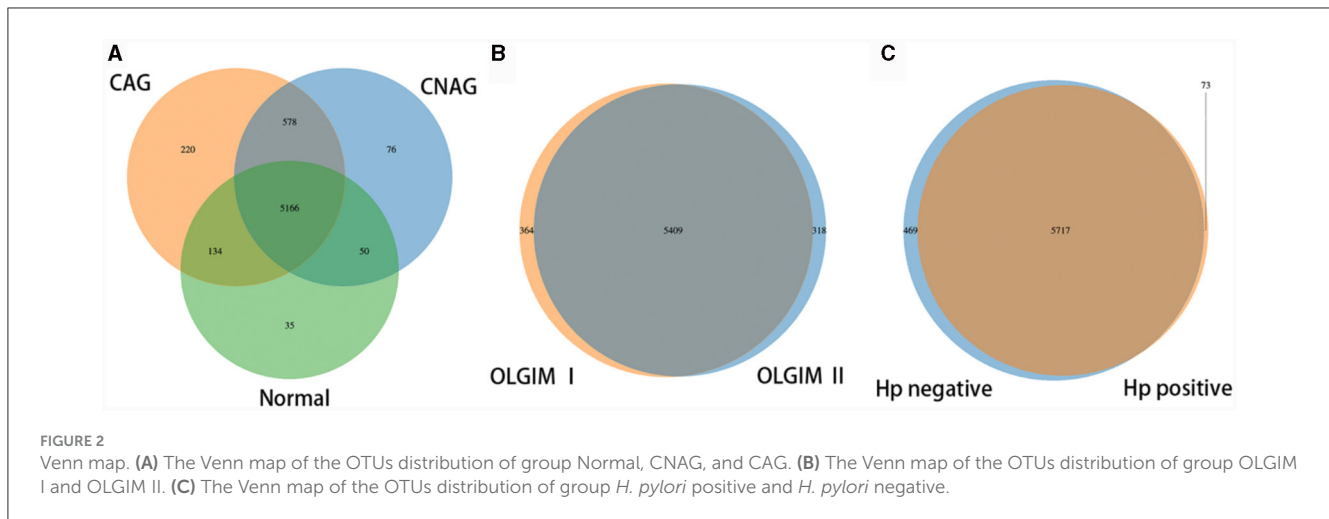 A
B
C
CAG
CNAG
73
578
220
76
5166
364
5409
318
469
5717
134
50
35
OLGIM I
OLGIM II
Hp negative
Hp positive
Normal
FIGURE 2
Venn map. (A) The Venn map of the OTUs distribution of group Normal, CNAG, and CAG. (B) The Venn map of the OTUs distribution of group OLGIM
I and OLGIM II. (C) The Venn map of the OTUs distribution of group H. pylori positive and H. pylori negative.